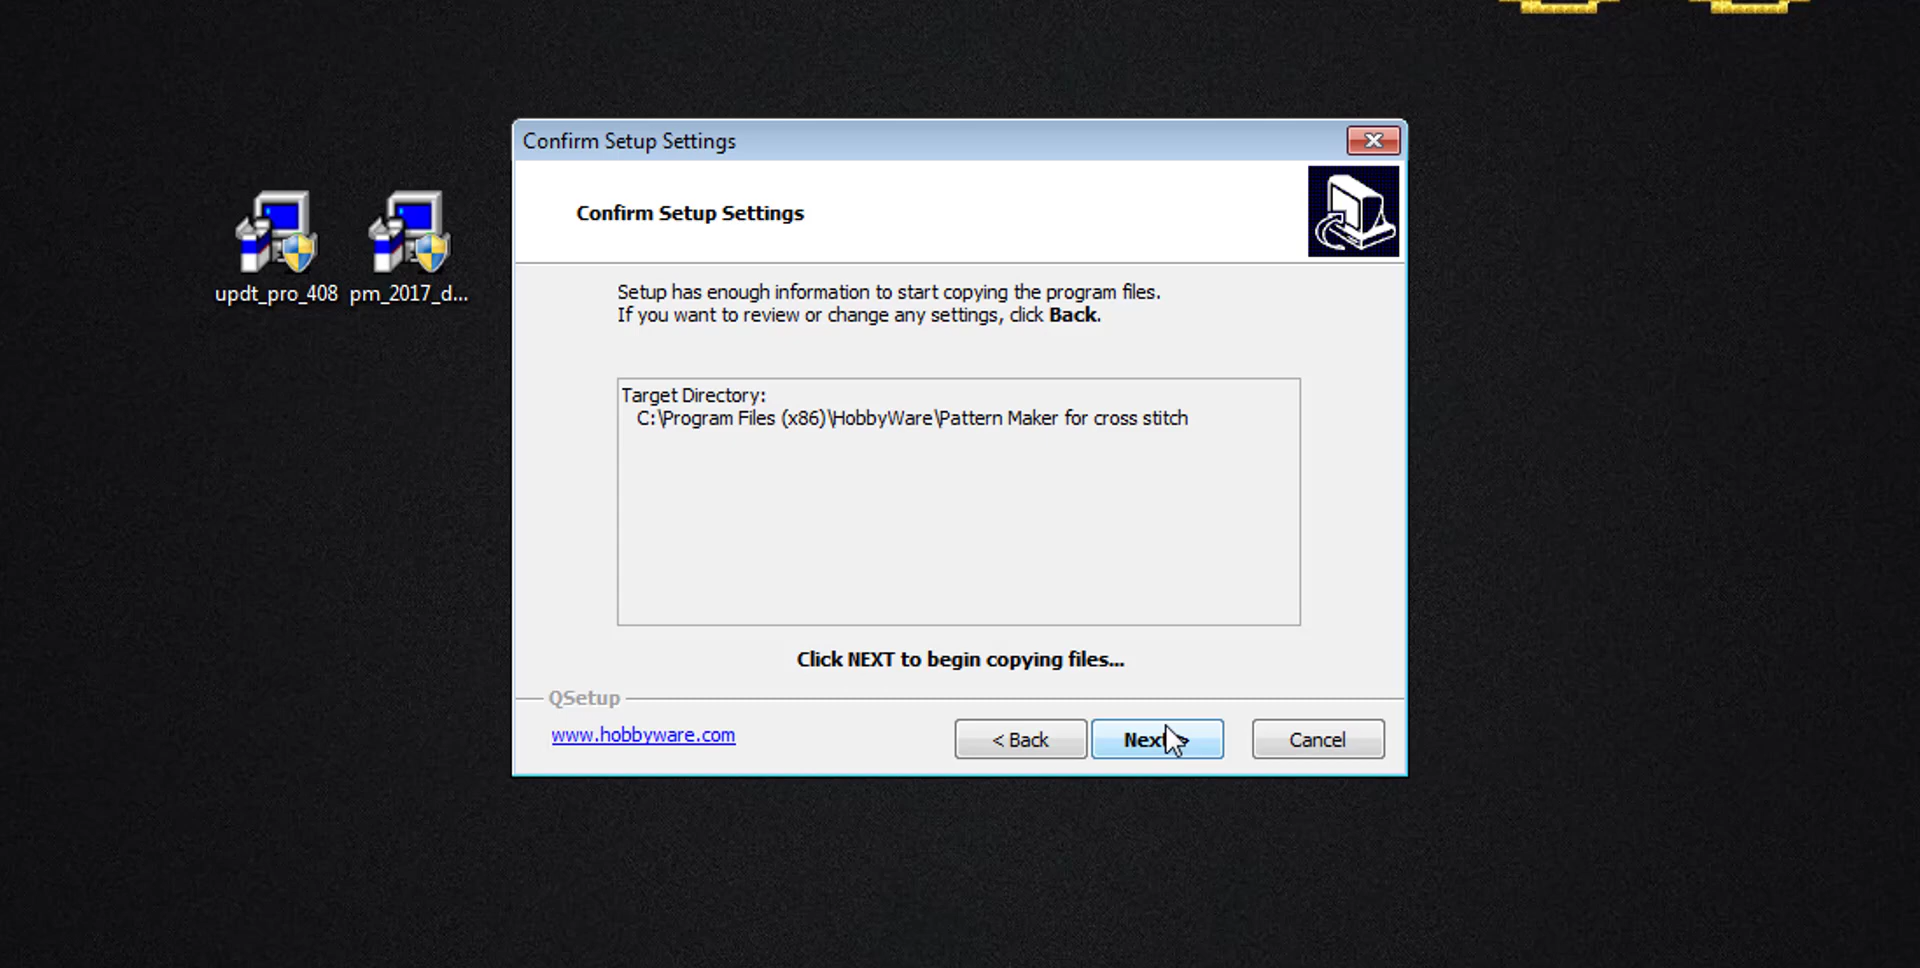 Confirm Setup Settings
Confirm Setup Settings
updt_pro_408
pm_2017_d...
Setup has enough information to start copying the program files.
If you want to review or change any settings, click Back.
Target Directory:
C:\Program Files (x86)\HobbyWare\Pattern Maker for cross stitch
Click NEXT to begin copying files...
QSetup
www.hobbyware.com
< Back
Next >
Cancel